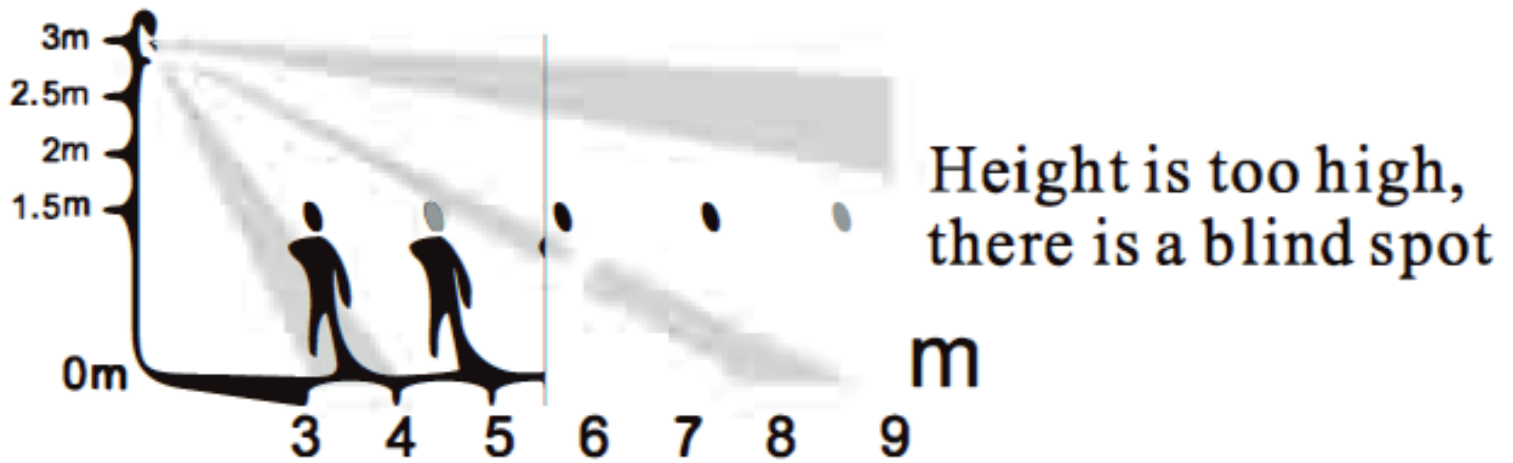 3m
2.5m
2m
1.5m
0m
Height is too high,
there is a blind spot
m
3 4 5 6 7 8 9